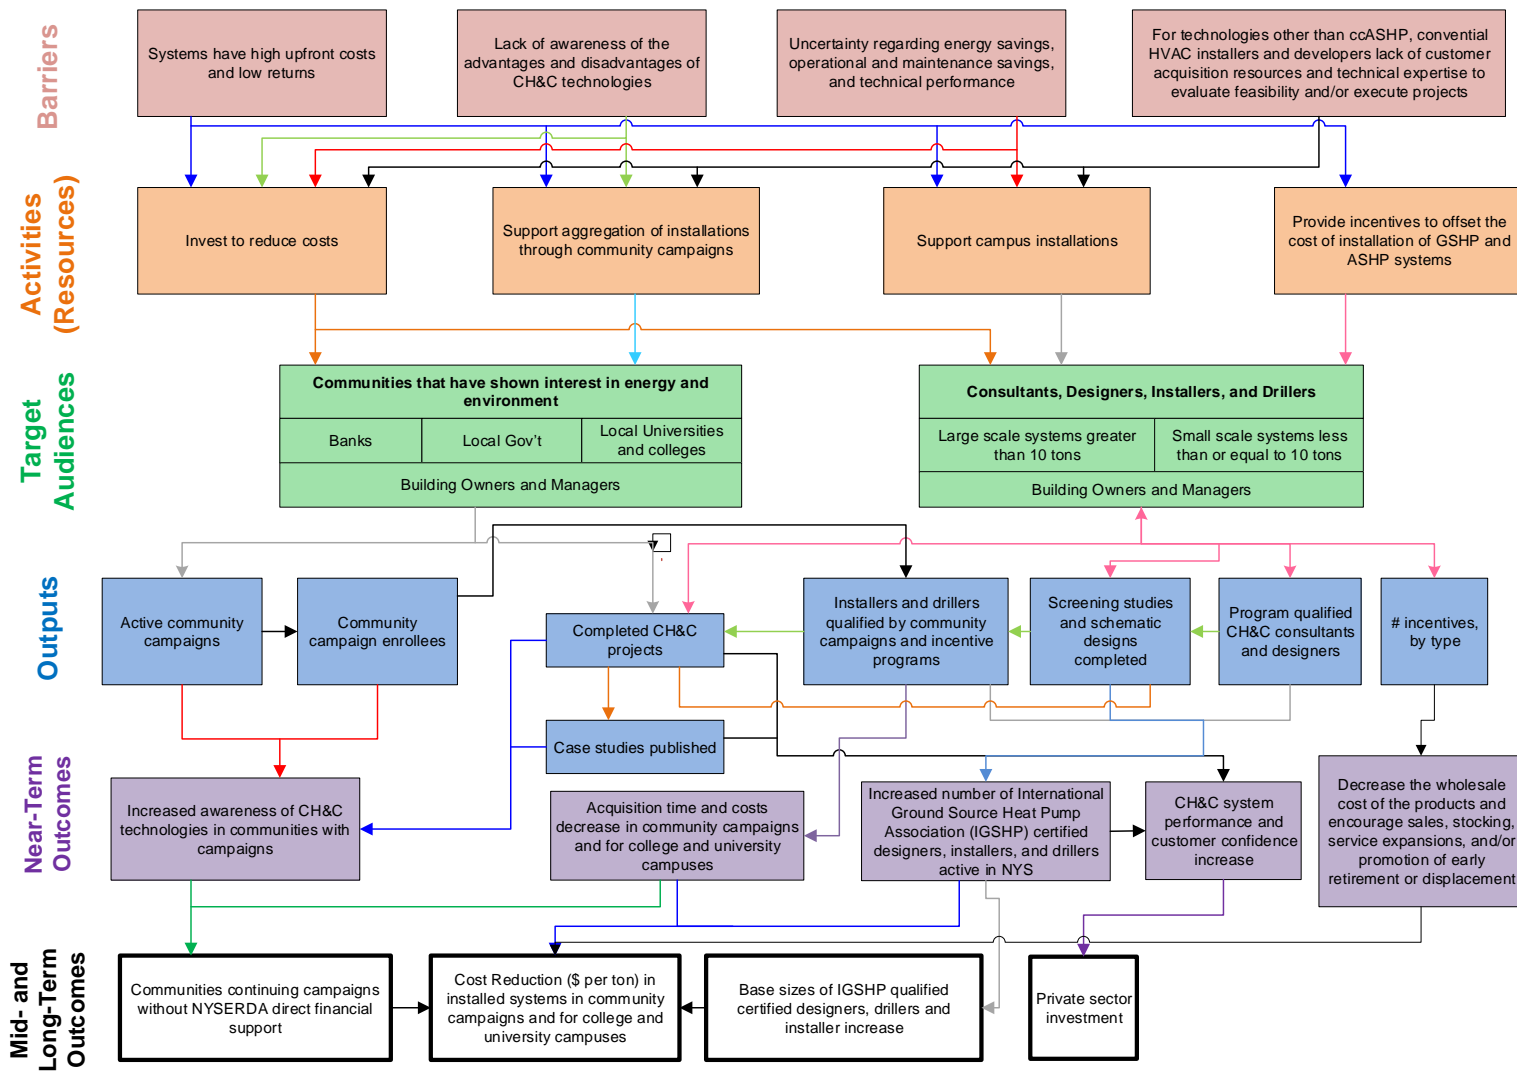 Barriers
Systems have high upfront costs
and low returns
Lack of awareness of the
advantages and disadvantages of
CH&C technologies
Uncertainty regarding energy savings,
operational and maintenance savings,
and technical performance
For technologies other than ccASHP, convential
HVAC installers and developers lack of customer
acquisition resources and technical expertise to
evaluate feasibility and/or execute projects
Activities
(Resources)
Invest to reduce costs
Support aggregation of installations
through community campaigns
Support campus installations
Provide incentives to offset the
cost of installation of GSHP and
ASHP systems
Target
Audiences
Communities that have shown interest in energy and
environment
Banks
Local Gov't
Local Universities
and colleges
Building Owners and Managers
Consultants, Designers, Installers, and Drillers
Large scale systems greater
than 10 tons
Small scale systems less
than or equal to 10 tons
Building Owners and Managers
Outputs
Active community
campaigns
Community
campaign enrollees
Completed CH&C
projects
Installers and drillers
qualified by community
campaigns and incentive
programs
Screening studies
and schematic
designs
completed
Program qualified
CH&C consultants
and designers
# incentives,
by type
Case studies published
Near-Term
Outcomes
Increased awareness of CH&C
technologies in communities with
campaigns
Acquisition time and costs
decrease in community campaigns
and for college and university
campuses
Increased number of International
Ground Source Heat Pump
Association (IGSHP) certified
designers, installers, and drillers
active in NYS
CH&C system
performance and
customer confidence
increase
Decrease the wholesale
cost of the products and
encourage sales, stocking,
service expansions, and/or
promotion of early
retirement or displacement
Mid- and
Long-Term
Outcomes
Communities continuing campaigns
without NYSERDA direct financial
support
Cost Reduction ($ per ton) in
installed systems in community
campaigns and for college and
university campuses
Base sizes of IGSHP qualified
certified designers, drillers and
installer increase
Private sector
investment